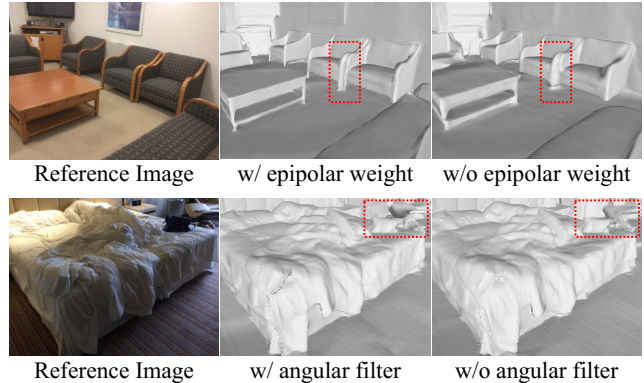 Reference Image w/ epipolar weight w/o epipolar weight
Reference Image w/ angular filter w/o angular filter